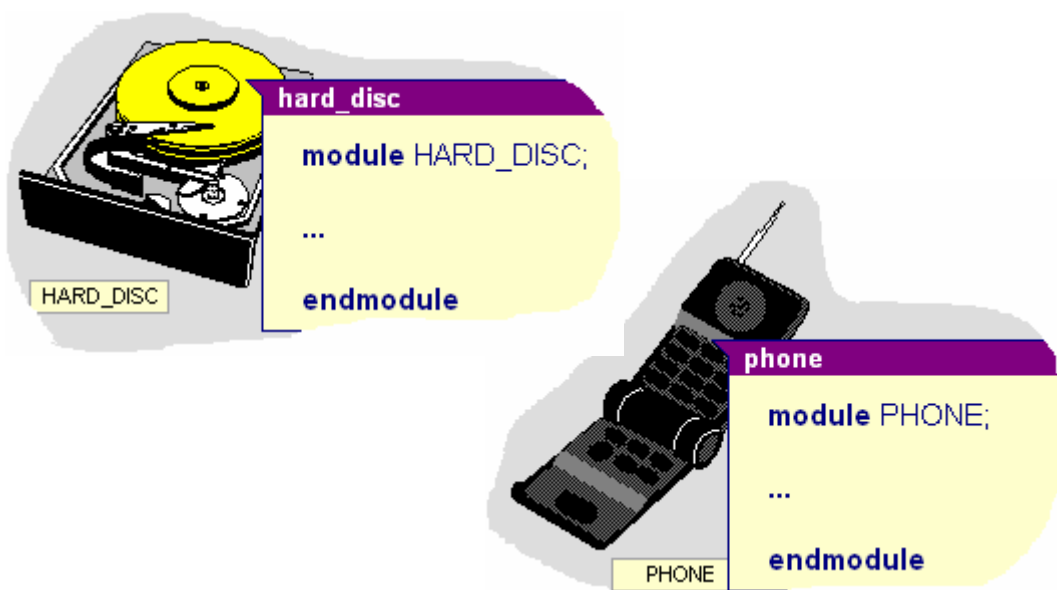 hard_disc
module HARD_DISC;
...
endmodule
HARD_DISC
phone
module PHONE;
...
endmodule
PHONE